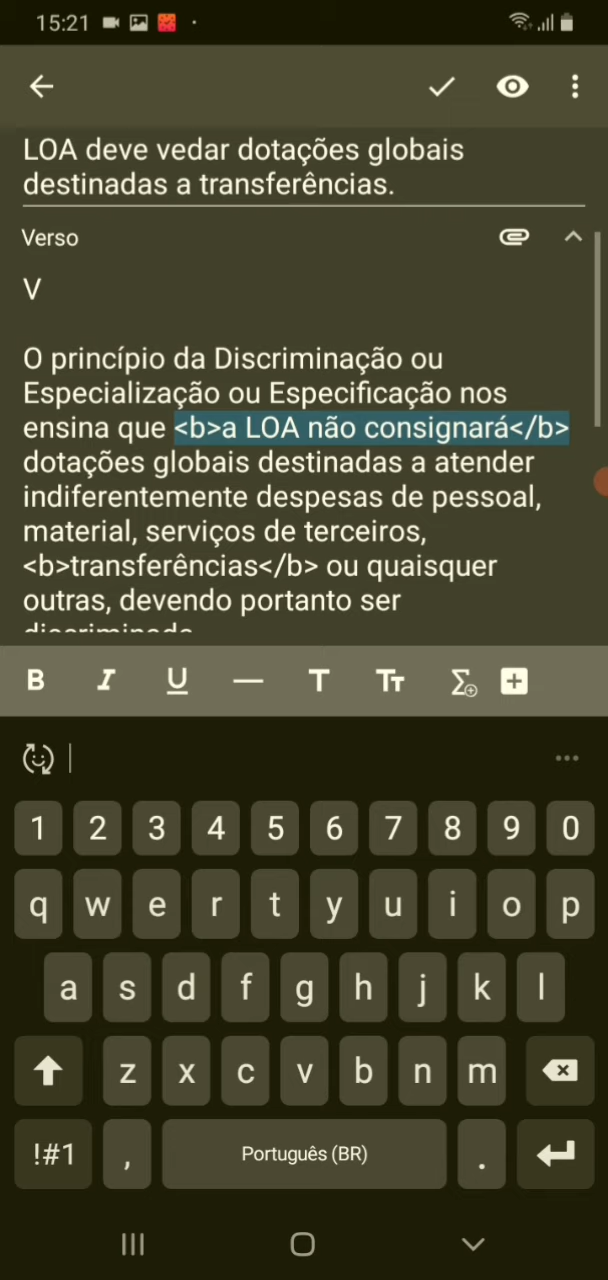 15:21
LOA deve vedar dotações globais
destinadas a transferências.
Verso
V
O princípio da Discriminação ou
Especialização ou Especificação nos
ensina que <b>a LOA não consignará</b>
dotações globais destinadas a atender
indiferentemente despesas de pessoal,
material, serviços de terceiros,
<b>transferências</b> ou quaisquer
outras, devendo portanto ser
B I U T TT
1 2 3 4 5 6 7 8 9 0
q w e r t y u i o p
a s d f g h j k l
z x c v b n m
!#1 , Português (BR) .